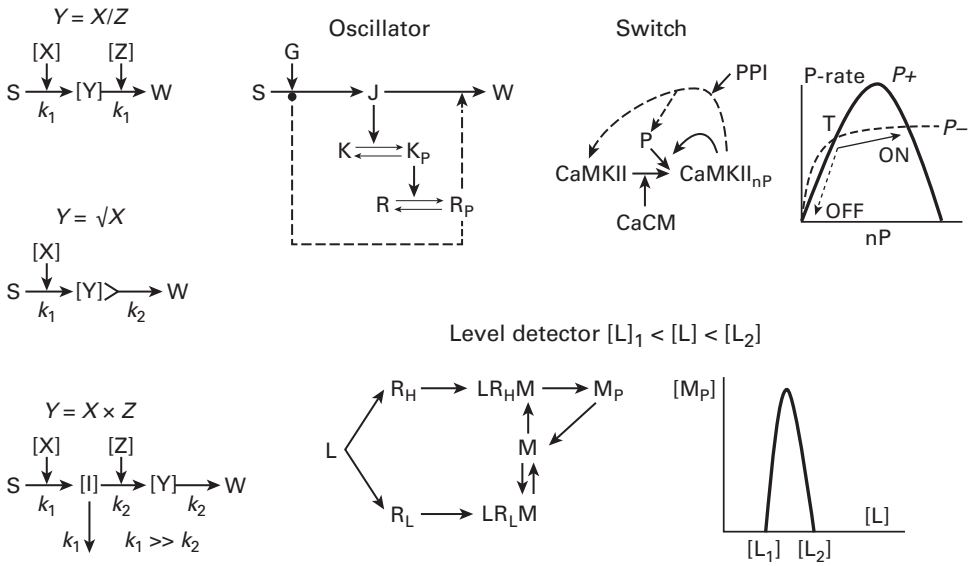 Y = X/Z
[X] [Z]
S [Y] W
k1 k1
Y = √X
[X]
S [Y] W
k1 k2
Y = X × Z
[X] [Z]
S [I] [Y] W
k1 k2 k2
k1 k1 >> k2
Oscillator
G
S J W
K KP
R RP
Switch
PPI
P
CaMKII CaMKIInP
CaCM
P-rate P+
T P–
ON
OFF
nP
Level detector [L]1 < [L] < [L2]
RH LRHM MP
L M
RL LRLM
[MP]
[L]
[L1] [L2]